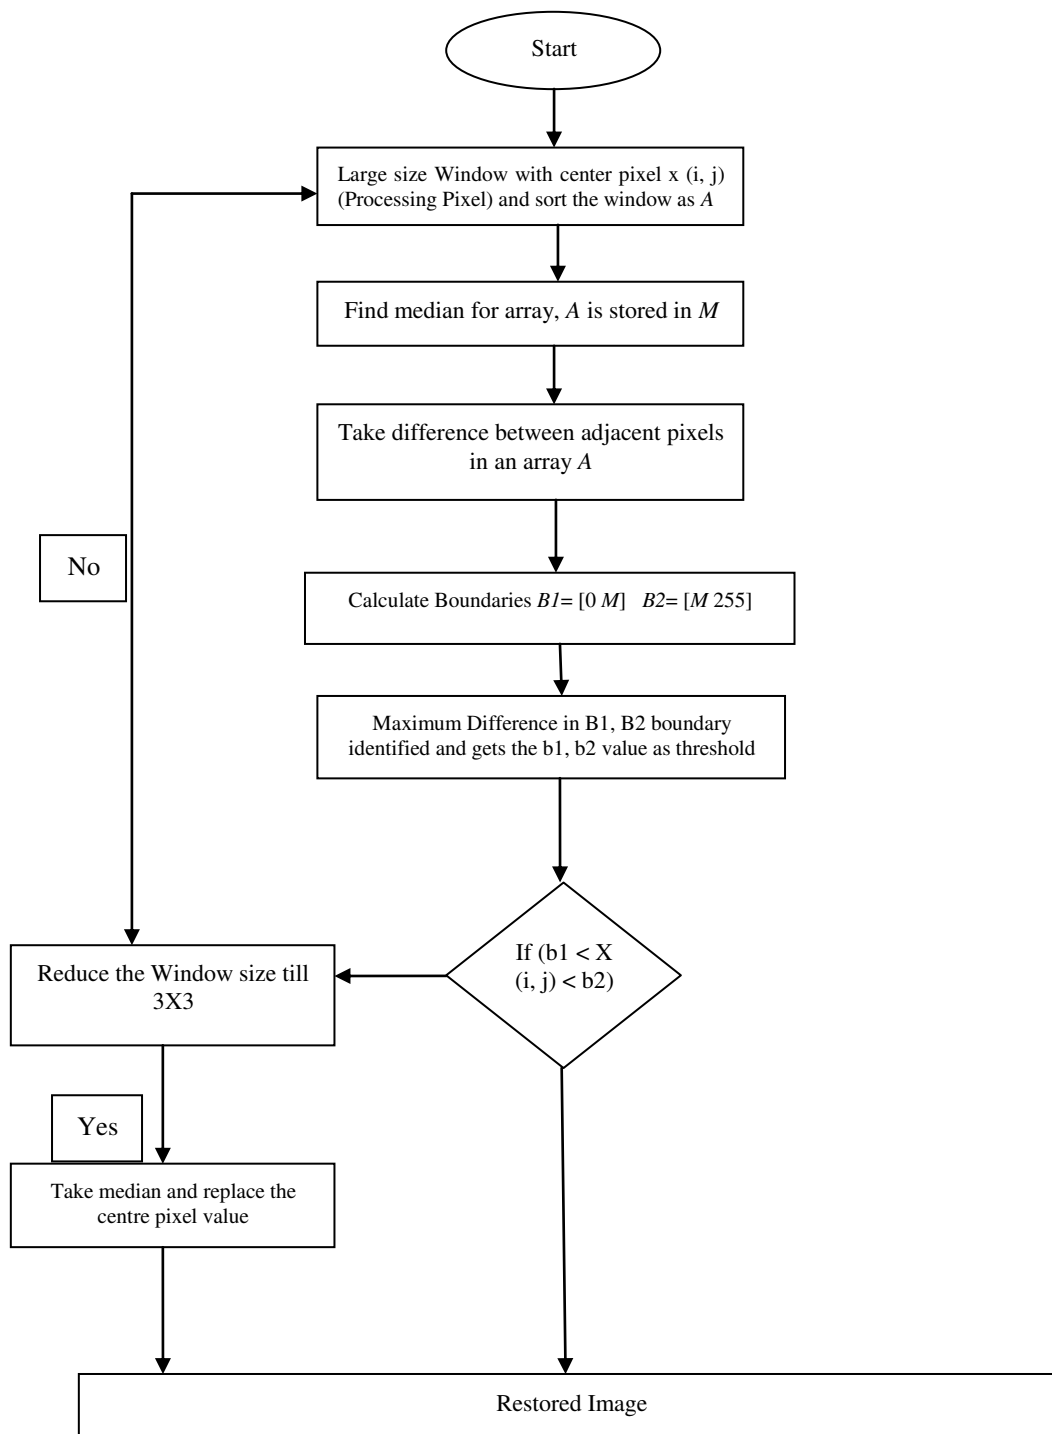 Start
Large size Window with center pixel x (i, j)
(Processing Pixel) and sort the window as A
Find median for array, A is stored in M
Take difference between adjacent pixels
in an array A
No
Calculate Boundaries B1= [0 M] B2= [M 255]
Maximum Difference in B1, B2 boundary
identified and gets the b1, b2 value as threshold
If (b1 < X
(i, j) < b2)
Reduce the Window size till
3X3
Yes
Take median and replace the
centre pixel value
Restored Image